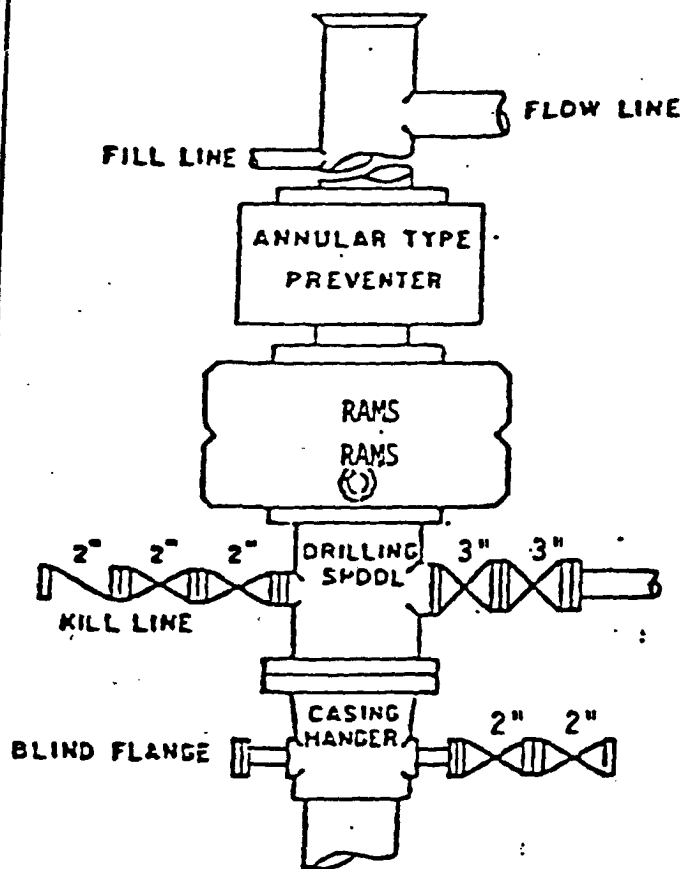 FLOW LINE
FILL LINE
ANNULAR TYPE
PREVENTER
RAMS
RAMS
2" 2" 2"
DRILLING
SPOOL
3" 3"
KILL LINE
CASING
HANGER
2" 2"
BLIND FLANGE